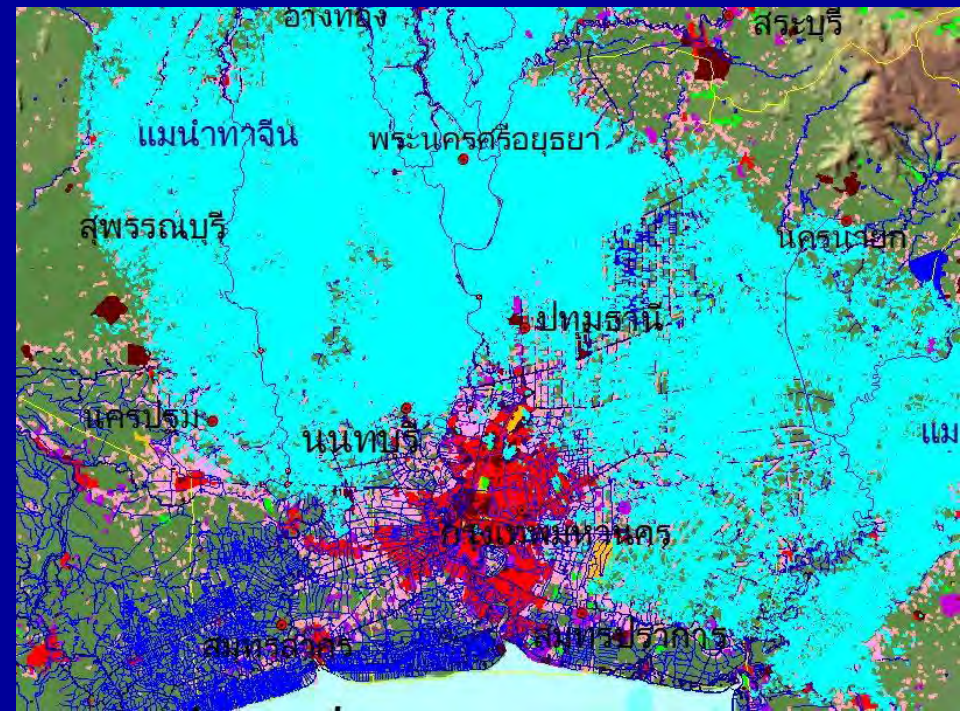 อ่างทอง
สระบุรี
แม่น้ำท่าจีน
พระนครศรีอยุธยา
สุพรรณบุรี
นครนายก
ปทุมธานี
นครปฐม
นนทบุรี
แม
กรุงเทพมหานคร
สมุทรสาคร
สมุทรปราการ